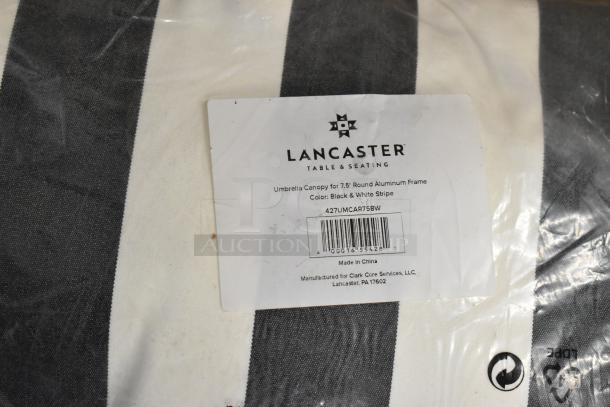 LANCASTER
TABLE & SEATING
Umbrella Canopy for 7.5' Round Aluminum Frame
Color: Black & White Stripe
427UMCAR75BW
Made in China
Manufactured for Clark Core Services, LLC,
Lancaster, PA 17602
LDPE